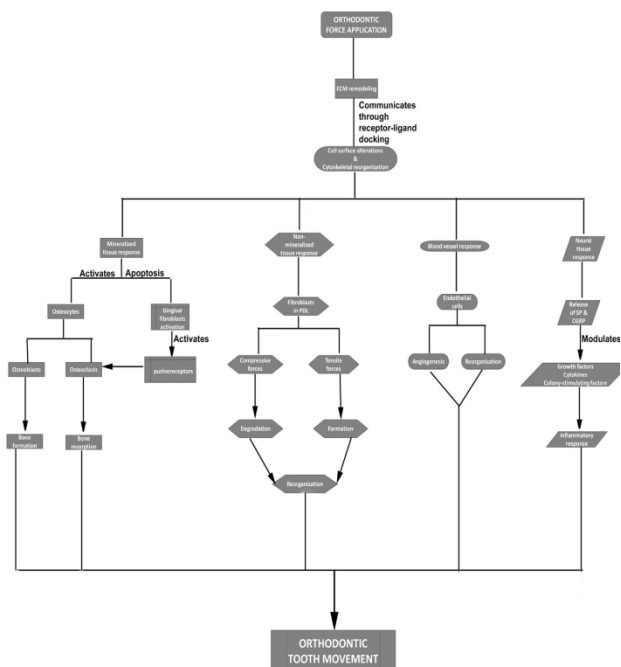 ORTHODONTIC
FORCE APPLICATION
ECM remodeling
Communicates
through
receptor-ligand
docking
Cell surface alterations
&
Cytoskeletal reorganization
Mineralized
tissue response
Non-
mineralized
tissue response
Blood vessel response
Neural
tissue
response
Activates
Apoptosis
Osteocytes
Gingival
fibroblasts
activation
Fibroblasts
in PDL
Endothelial
cells
Release
of SP &
CGRP
Activates
Modulates
Osteoblasts
Osteoclasts
purinoreceptors
Compressive
forces
Tensile
forces
Angiogenesis
Reorganization
Growth factors
Cytokines
Colony-stimulating factors
Bone
formation
Bone
resorption
Degradation
Formation
Inflammatory
response
Reorganization
ORTHODONTIC
TOOTH MOVEMENT